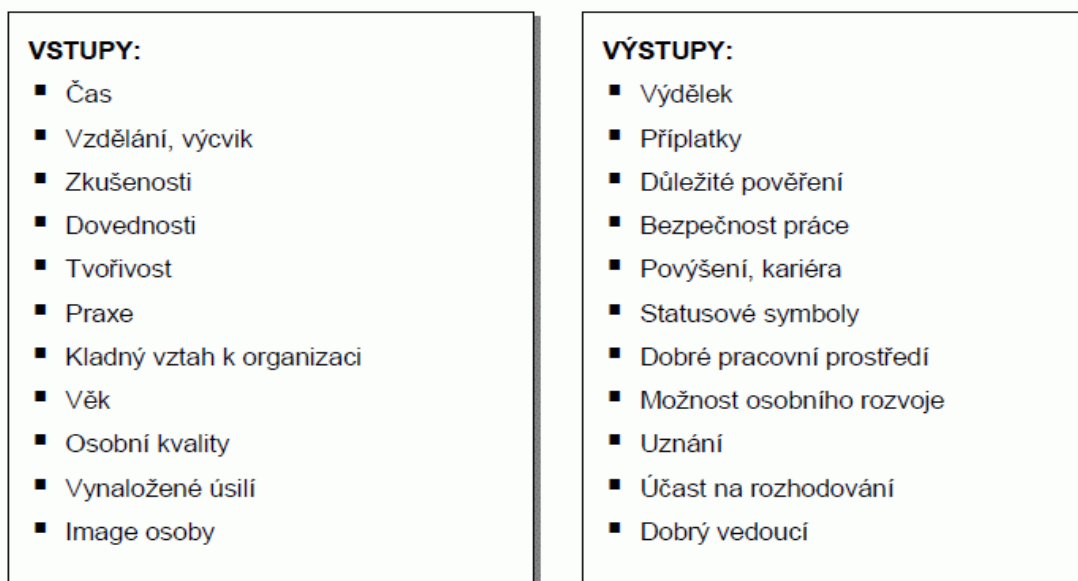 VSTUPY:
▪ Čas
▪ Vzdělání, výcvik
▪ Zkušenosti
▪ Dovednosti
▪ Tvořivost
▪ Praxe
▪ Kladný vztah k organizaci
▪ Věk
▪ Osobní kvality
▪ Vynaložené úsilí
▪ Image osoby
VÝSTUPY:
▪ Výdělek
▪ Příplatky
▪ Důležité pověření
▪ Bezpečnost práce
▪ Povýšení, kariéra
▪ Statusové symboly
▪ Dobré pracovní prostředí
▪ Možnost osobního rozvoje
▪ Uznání
▪ Účast na rozhodování
▪ Dobrý vedoucí